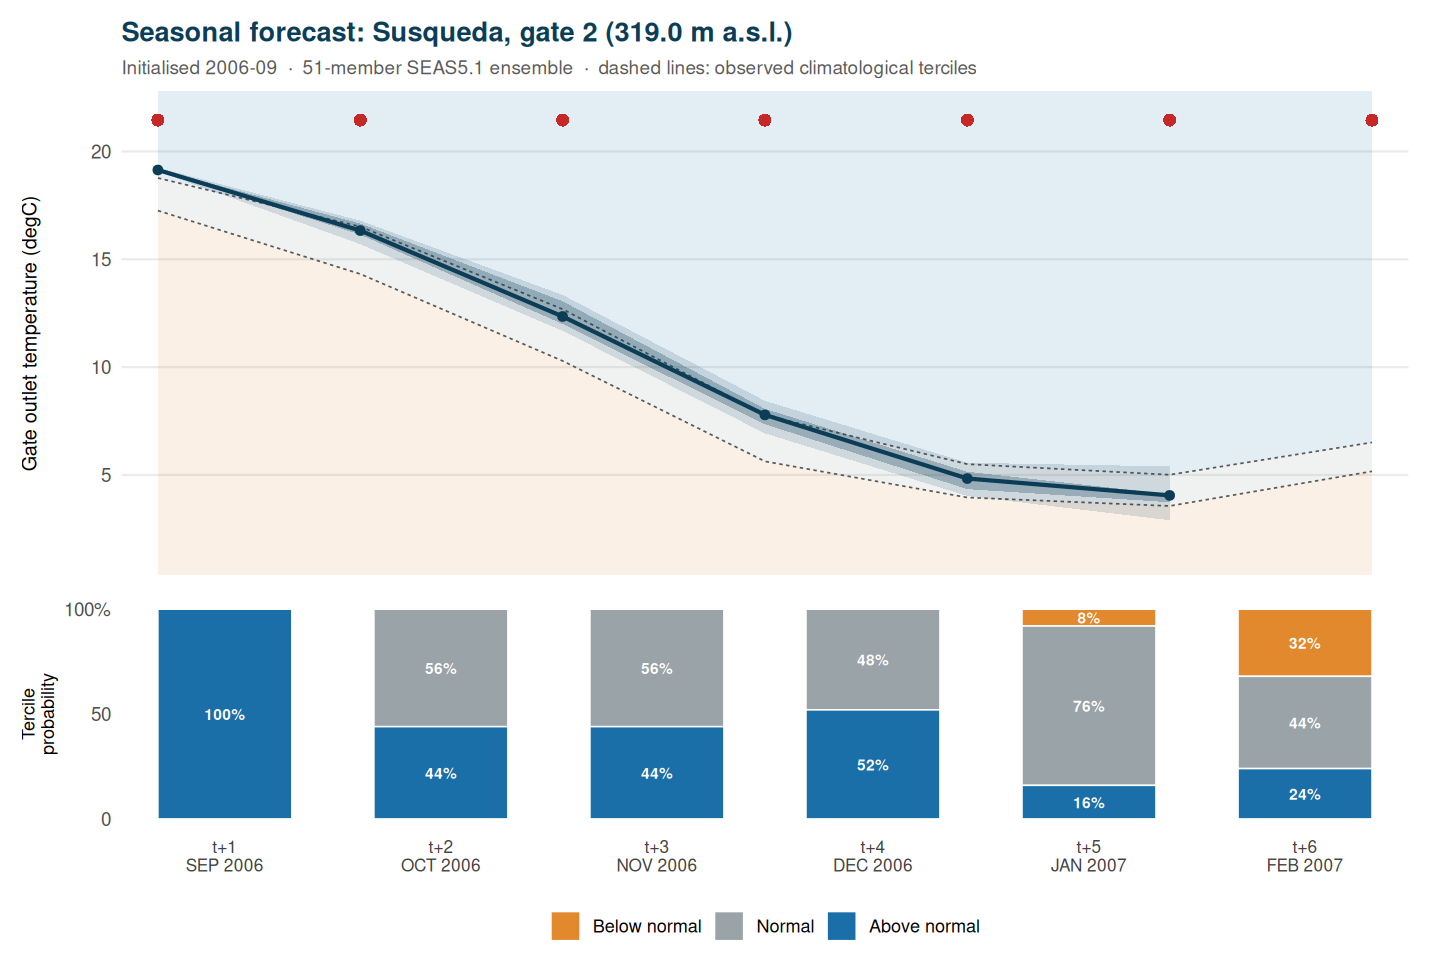 Seasonal forecast: Susqueda, gate 2 (319.0 m a.s.l.)
Initialised 2006-09 · 51-member SEAS5.1 ensemble · dashed lines: observed climatological terciles
Gate outlet temperature (degC)
20
15
10
5
Tercile
probability
100%
50
0
100%
56%
44%
56%
44%
48%
52%
8%
76%
16%
32%
44%
24%
t+1
SEP 2006
t+2
OCT 2006
t+3
NOV 2006
t+4
DEC 2006
t+5
JAN 2007
t+6
FEB 2007
Below normal
Normal
Above normal